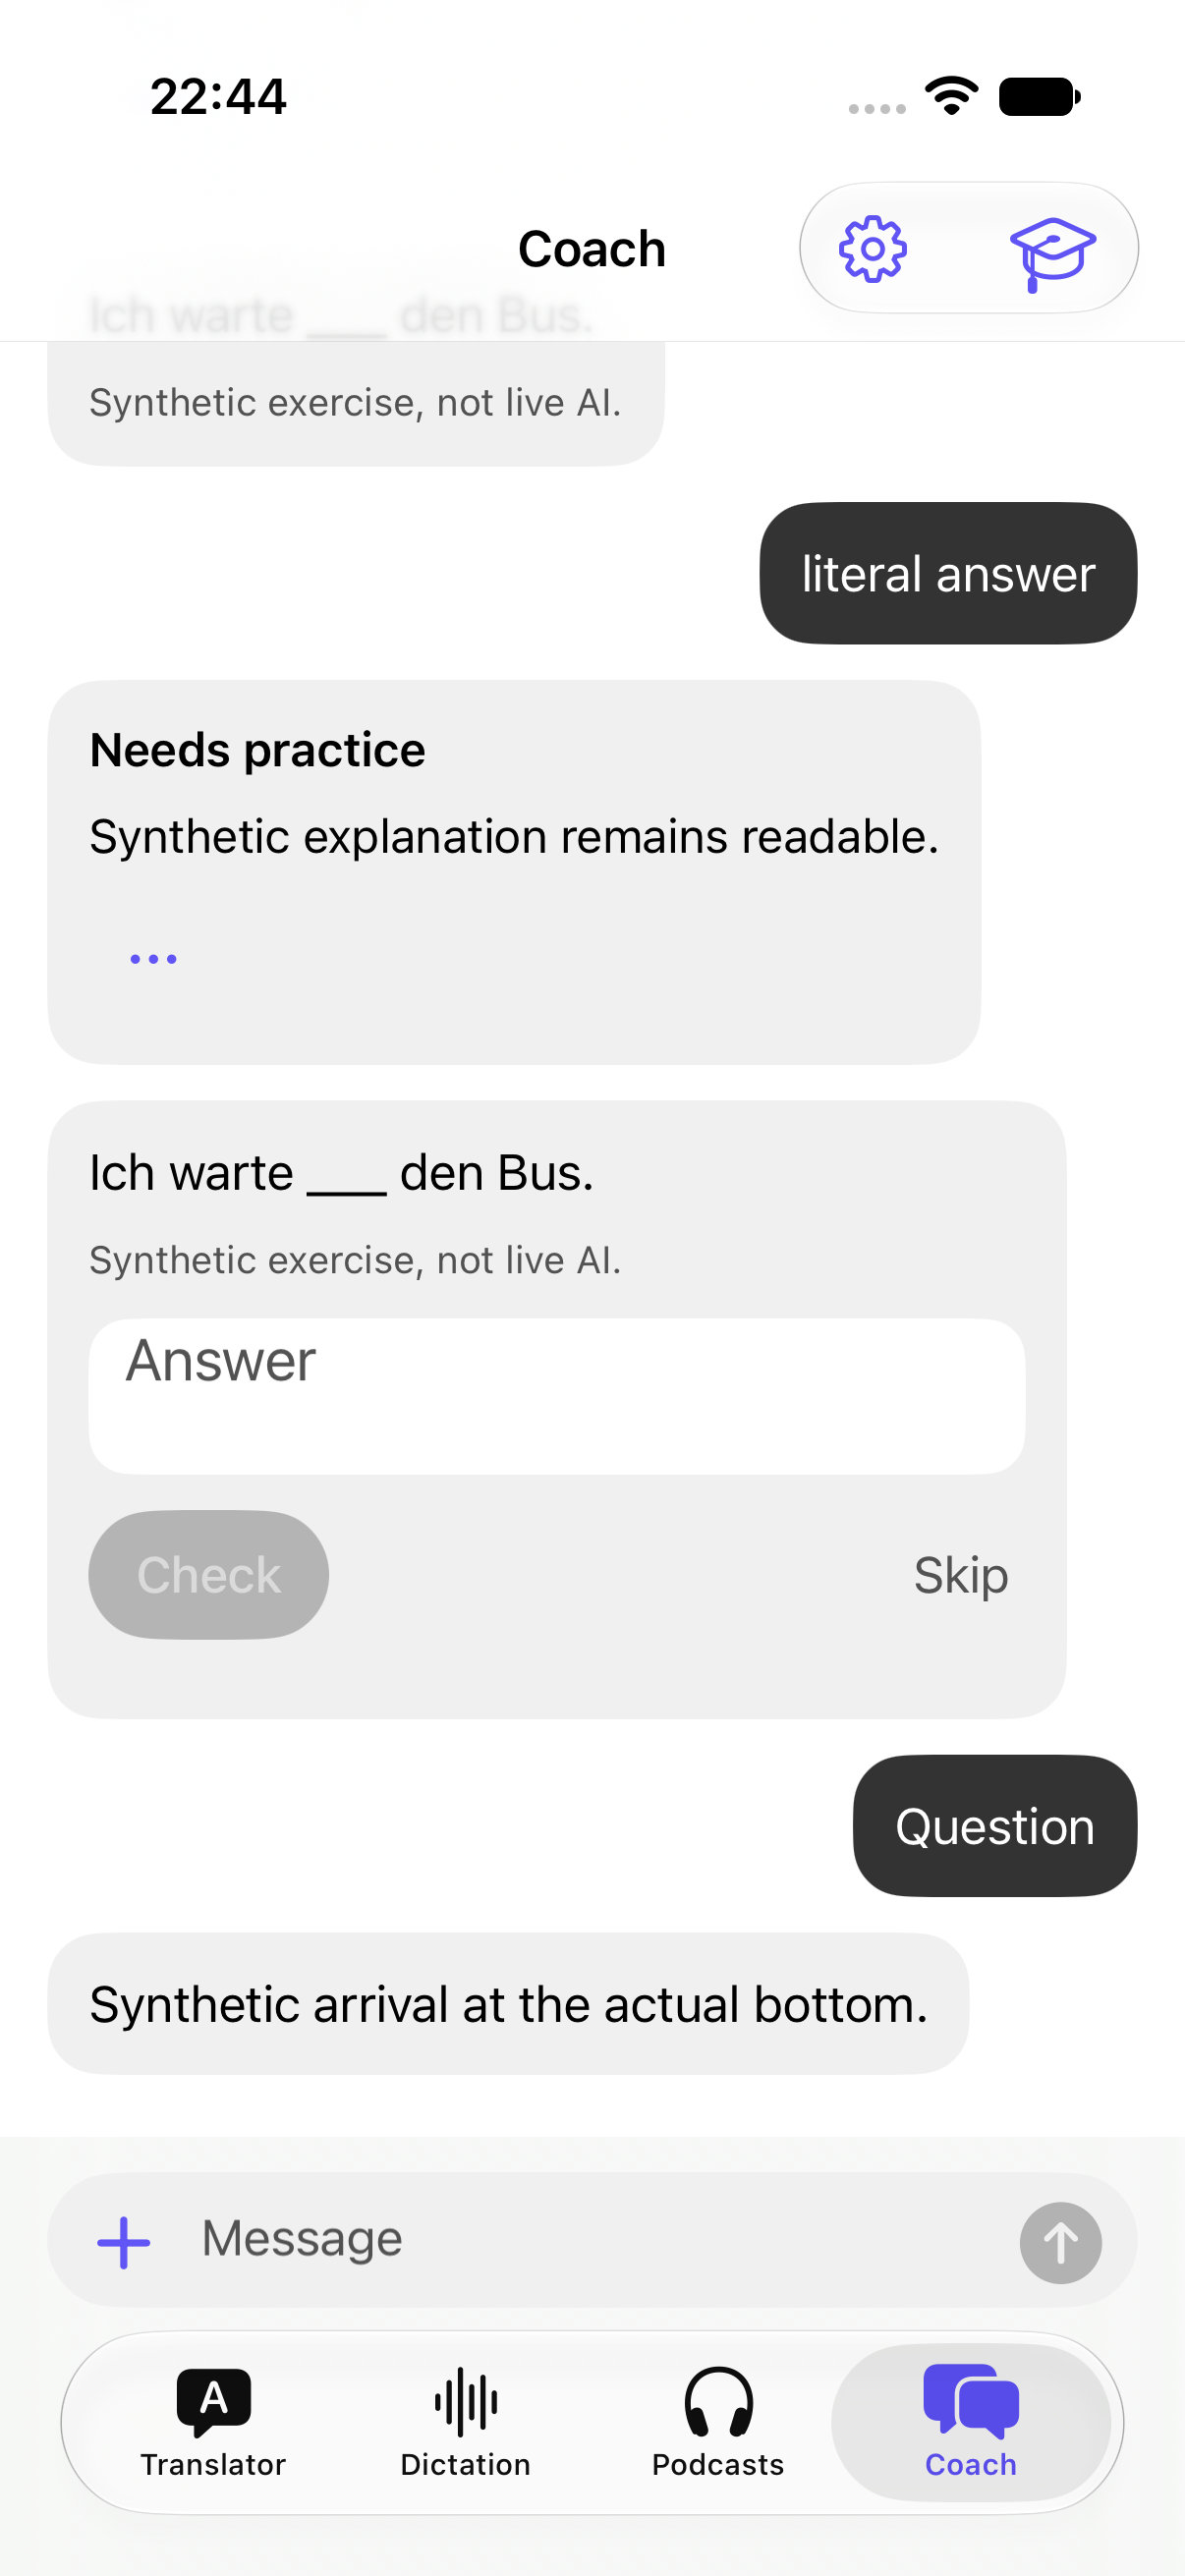 22:44
Coach
Ich warte ____ den Bus.
Synthetic exercise, not live AI.
literal answer
Needs practice
Synthetic explanation remains readable.
Ich warte ____ den Bus.
Synthetic exercise, not live AI.
Answer
Check
Skip
Question
Synthetic arrival at the actual bottom.
Message
A
Translator
Dictation
Podcasts
Coach